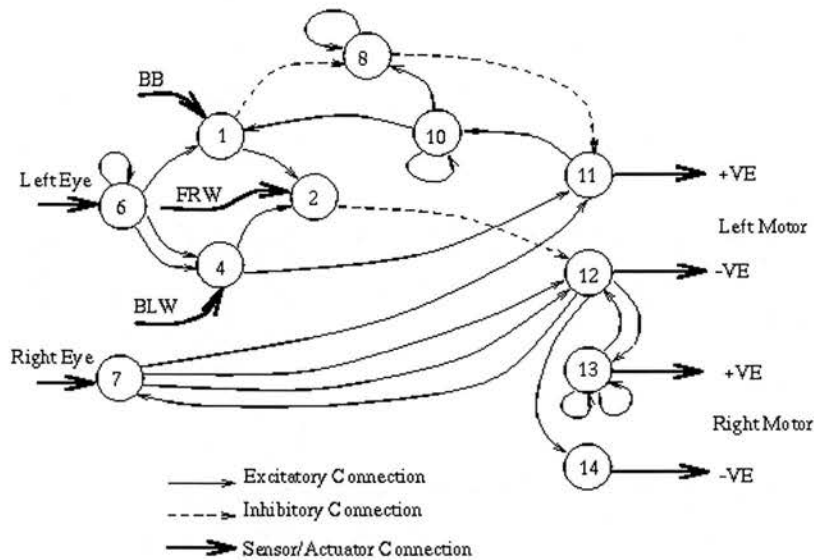 8
BB
1
10
Left Eye
6
FRW
2
11
+VE
Left Motor
4
12
-VE
BLW
Right Eye
7
13
+VE
Right Motor
14
-VE
Excitatory Connection
Inhibitory Connection
Sensor/Actuator Connection